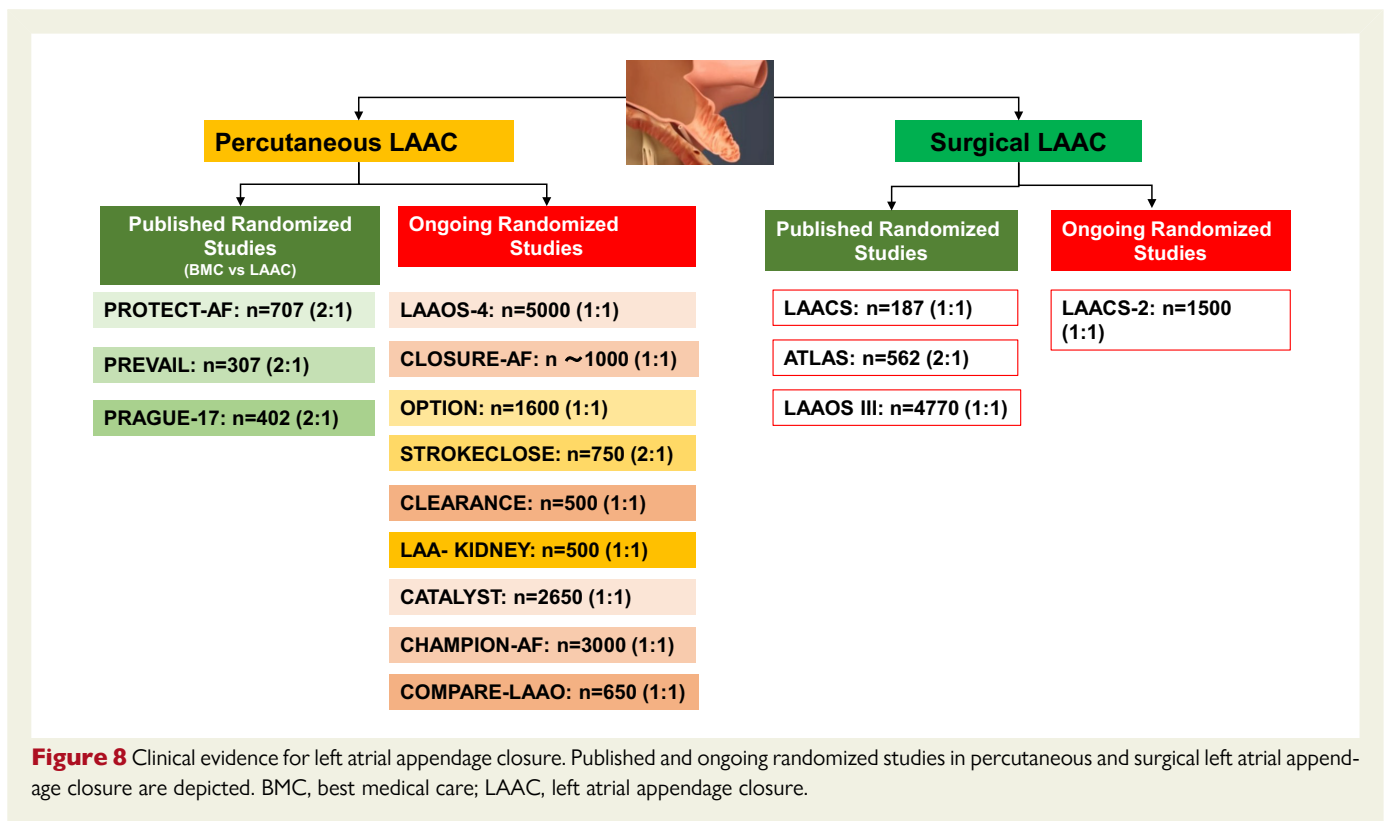 Percutaneous LAAC
Surgical LAAC
Published Randomized
Studies
(BMC vs LAAC)
PROTECT-AF: n=707 (2:1)
PREVAIL: n=307 (2:1)
PRAGUE-17: n=402 (2:1)
Ongoing Randomized
Studies
LAAOS-4: n=5000 (1:1)
CLOSURE-AF: n ～1000 (1:1)
OPTION: n=1600 (1:1)
STROKECLOSE: n=750 (2:1)
CLEARANCE: n=500 (1:1)
LAA- KIDNEY: n=500 (1:1)
CATALYST: n=2650 (1:1)
CHAMPION-AF: n=3000 (1:1)
COMPARE-LAAO: n=650 (1:1)
Published Randomized
Studies
LAACS: n=187 (1:1)
ATLAS: n=562 (2:1)
LAAOS III: n=4770 (1:1)
Ongoing Randomized
Studies
LAACS-2: n=1500
(1:1)
Figure 8 Clinical evidence for left atrial appendage closure. Published and ongoing randomized studies in percutaneous and surgical left atrial append-
age closure are depicted. BMC, best medical care; LAAC, left atrial appendage closure.